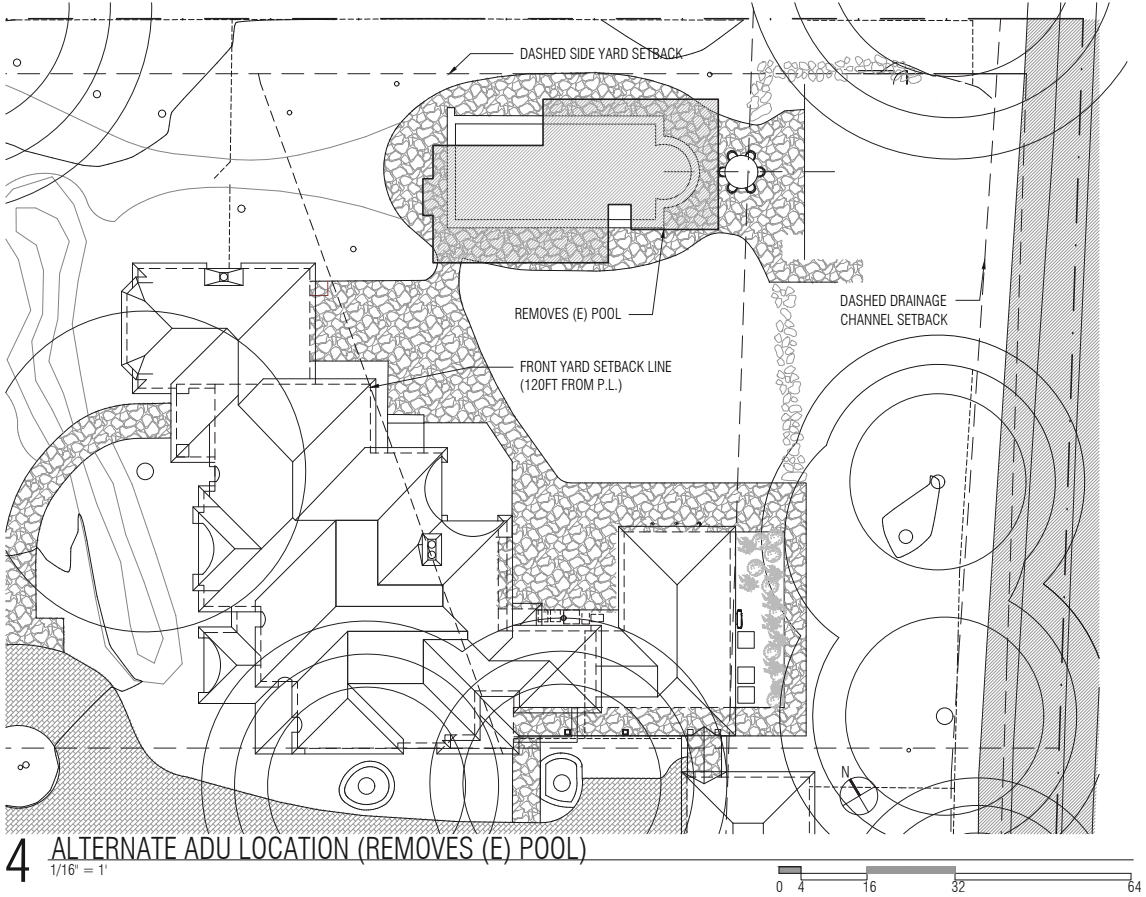 DASHED SIDE YARD SETBACK
REMOVES (E) POOL
DASHED DRAINAGE
CHANNEL SETBACK
FRONT YARD SETBACK LINE
(120FT FROM P.L.)
N
4 ALTERNATE ADU LOCATION (REMOVES (E) POOL)
1/16" = 1'
0 4 16 32 64